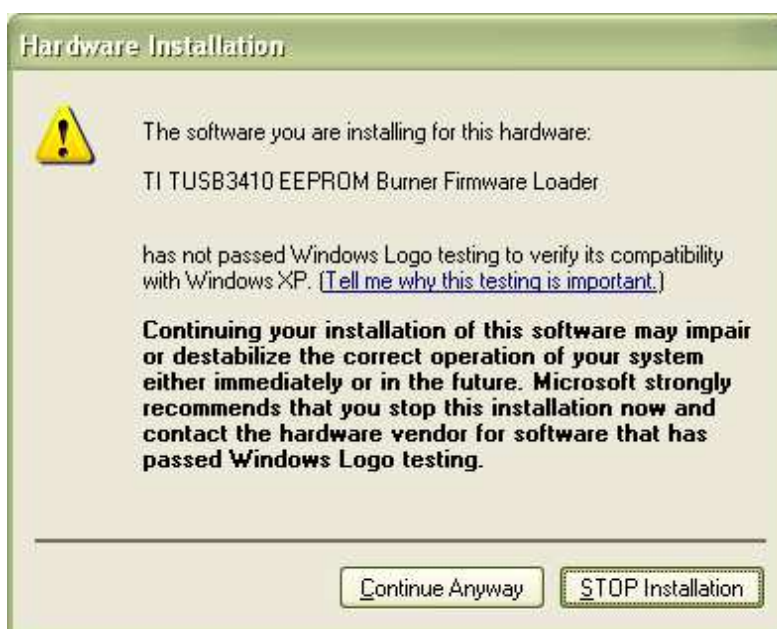 Hardware Installation
The software you are installing for this hardware:
TI TUSB3410 EEPROM Burner Firmware Loader
has not passed Windows Logo testing to verify its compatibility
with Windows XP. (Tell me why this testing is important.)
Continuing your installation of this software may impair
or destabilize the correct operation of your system
either immediately or in the future. Microsoft strongly
recommends that you stop this installation now and
contact the hardware vendor for software that has
passed Windows Logo testing.
Continue Anyway
STOP Installation